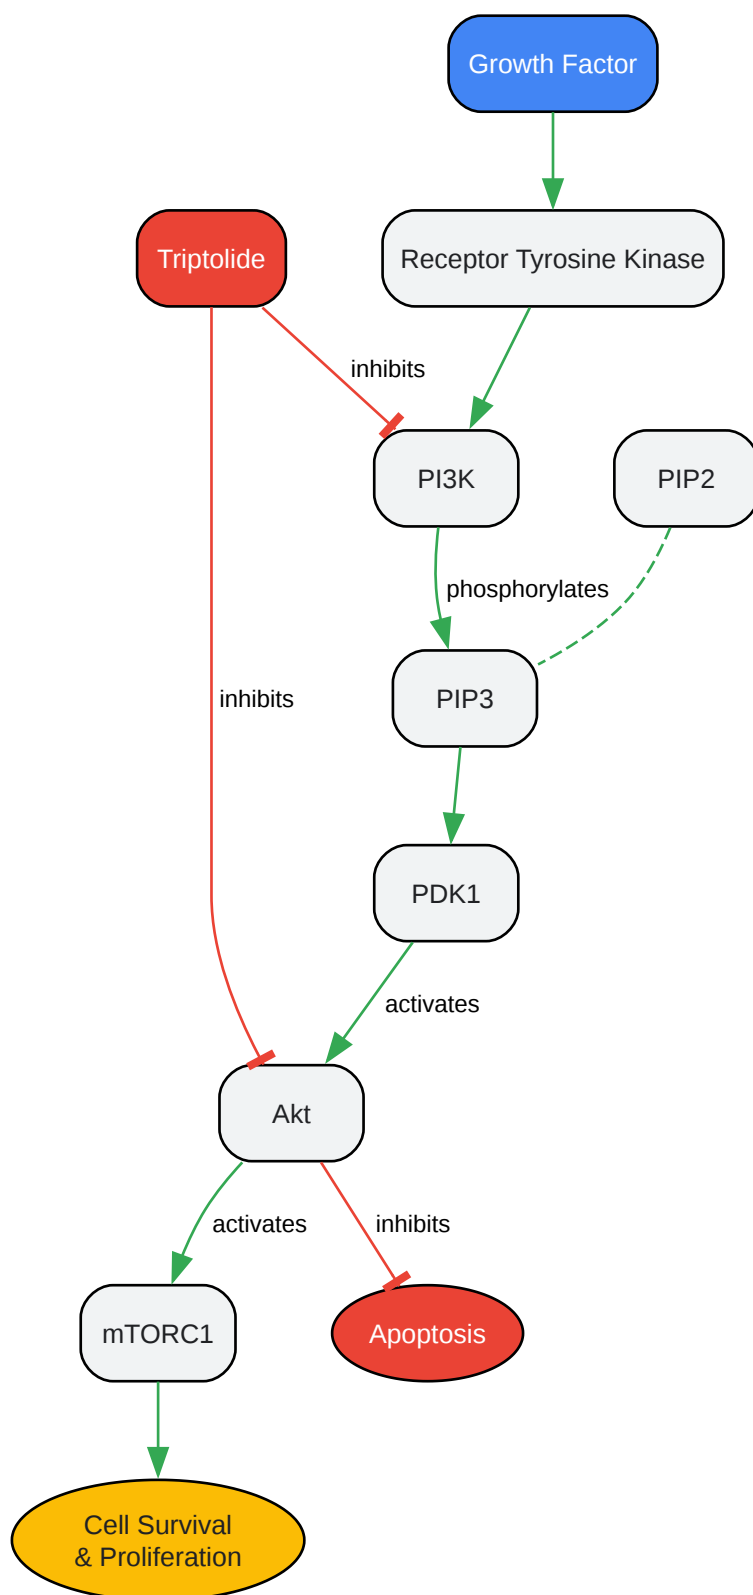 Growth Factor
Triptolide
Receptor Tyrosine Kinase
inhibits
PI3K
PIP2
phosphorylates
inhibits
PIP3
PDK1
activates
Akt
activates
inhibits
mTORC1
Apoptosis
Cell Survival
& Proliferation